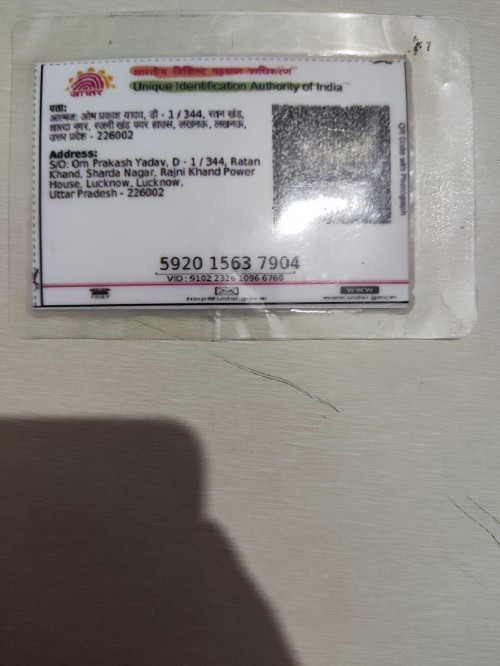 भारतीय विशिष्ट पहचान प्राधिकरण
Unique Identification Authority of India
आधार
पता:
आत्मज: ओम प्रकाश यादव, डी - 1 / 344, रतन खंड,
शारदा नगर, रजनी खंड पावर हाउस, लखनऊ, लखनऊ,
उत्तर प्रदेश - 226002
Address:
S/O: Om Prakash Yadav, D - 1 / 344, Ratan
Khand, Sharda Nagar, Rajni Khand Power
House, Lucknow, Lucknow,
Uttar Pradesh - 226002
QR Code with Photograph
5920 1563 7904
VID : 9102 2326 1096 6760
1947
help@uidai.gov.in
www
www.uidai.gov.in